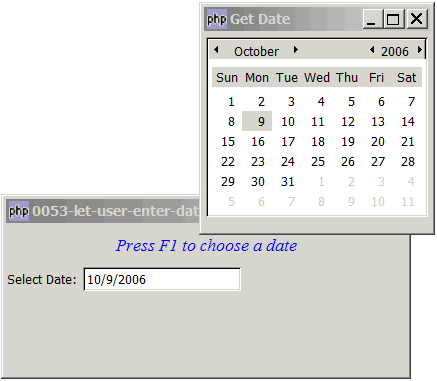 php Get Date
October 2006
Sun Mon Tue Wed Thu Fri Sat
1 2 3 4 5 6 7
8 9 10 11 12 13 14
15 16 17 18 19 20 21
22 23 24 25 26 27 28
29 30 31 1 2 3 4
5 6 7 8 9 10 11
php 0053-let-user-enter-dat
Press F1 to choose a date
Select Date: 10/9/2006